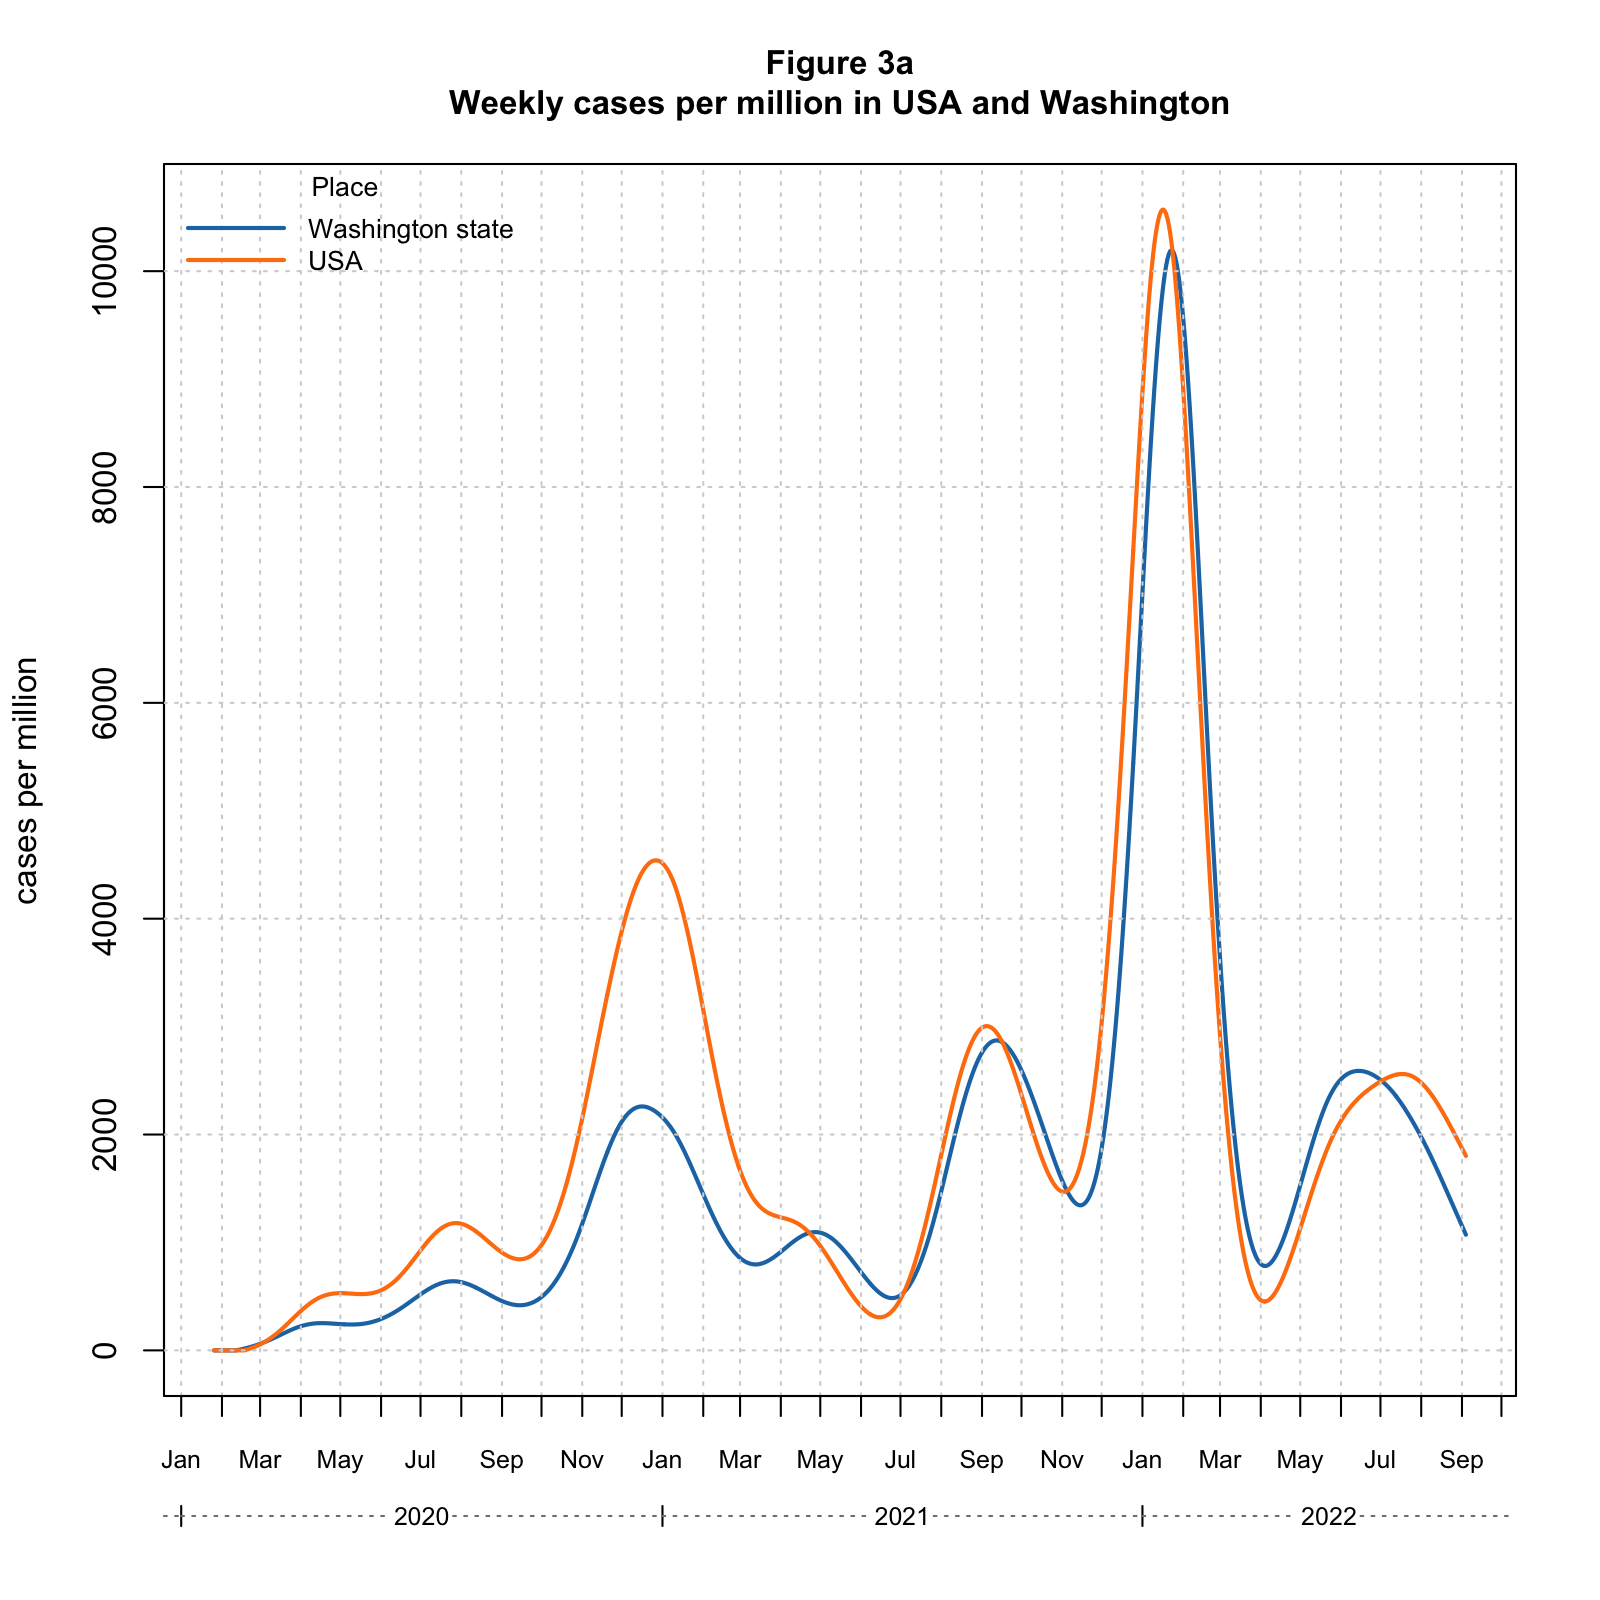 Figure 3a
Weekly cases per million in USA and Washington
Place
Washington state
USA
cases per million
10000
8000
6000
4000
2000
0
Jan Mar May Jul Sep Nov Jan Mar May Jul Sep Nov Jan Mar May Jul Sep
2020 2021 2022